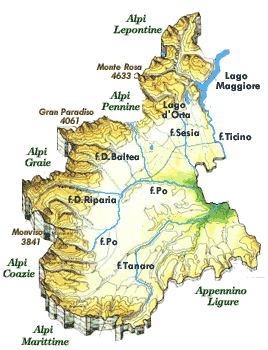 Alpi
Lepontine
Monte Rosa
4633
Lago
Maggiore
Alpi
Pennine
Gran Paradiso
4061
Lago
d'Orta
f.Sesia
f.Ticino
Alpi
Graie
f.D.Baltea
f.Po
f.D.Riparia
Monviso
3841
f.Po
Alpi
Coazie
f.Tanaro
Appennino
Ligure
Alpi
Marittime